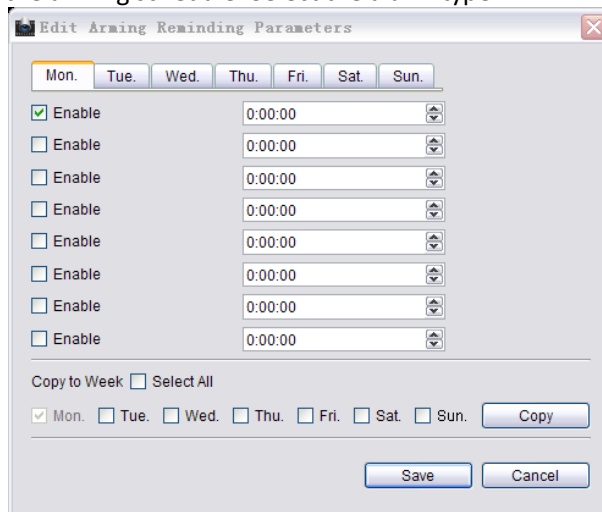 Edit Arming Reminding Parameters
Mon. Tue. Wed. Thu. Fri. Sat. Sun.
Enable 0:00:00
Enable 0:00:00
Enable 0:00:00
Enable 0:00:00
Enable 0:00:00
Enable 0:00:00
Enable 0:00:00
Enable 0:00:00
Copy to Week Select All
Mon. Tue. Wed. Thu. Fri. Sat. Sun. Copy
Save Cancel